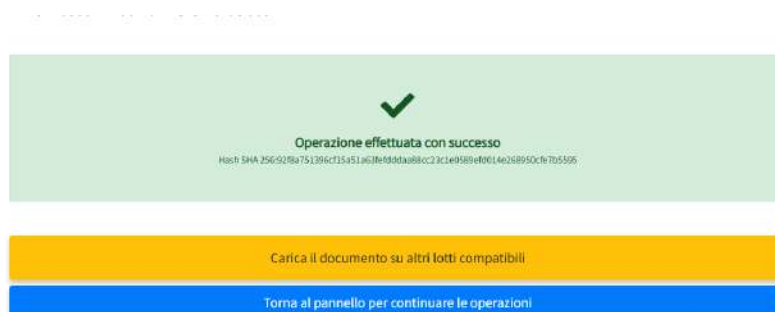 Operazione effettuata con successo
Hash SHA 256:
Carica il documento su altri lotti compatibili
Torna al pannello per continuare le operazioni